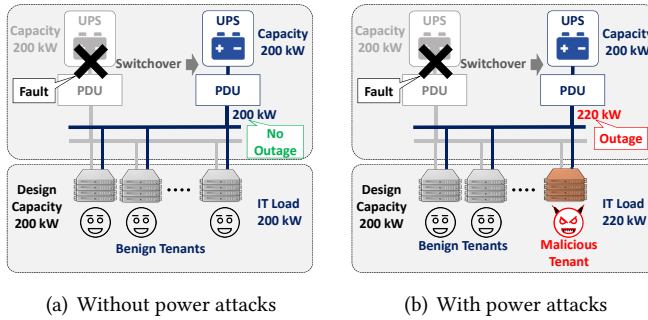 UPS
Capacity
200 kW
Fault
Switchover
PDU
UPS
Capacity
200 kW
PDU
200 kW
No
Outage
Design
Capacity
200 kW
IT Load
200 kW
Benign Tenants
(a) Without power attacks
UPS
Capacity
200 kW
Fault
Switchover
PDU
UPS
Capacity
200 kW
PDU
220 kW
Outage
Design
Capacity
200 kW
IT Load
220 kW
Benign Tenants
Malicious
Tenant
(b) With power attacks